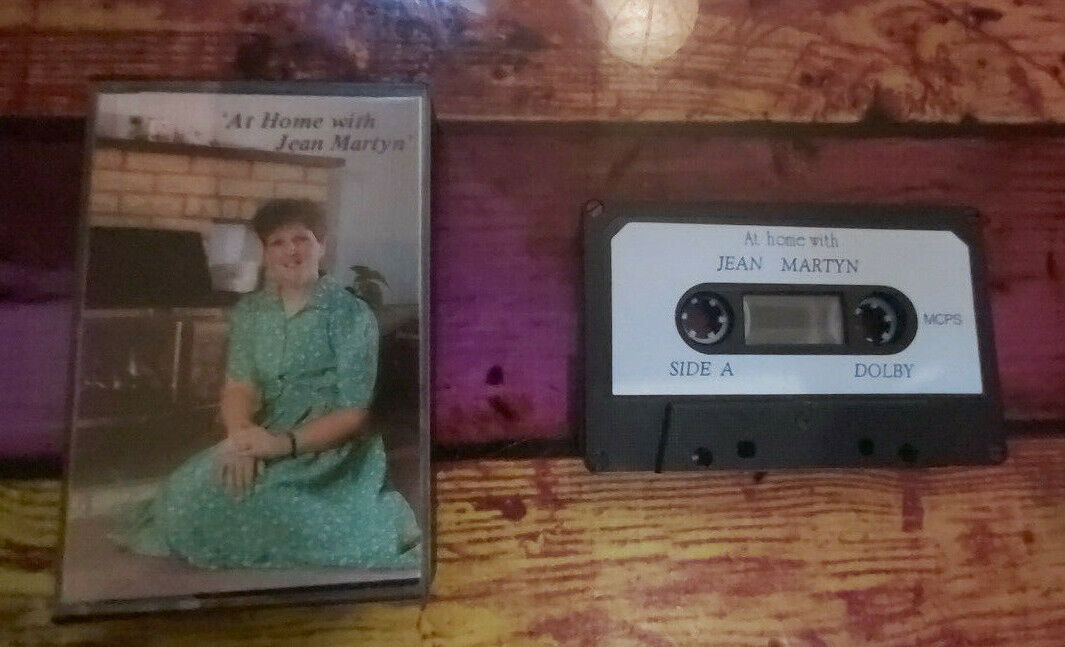 'At Home with
Jean Martyn'
At home with
JEAN MARTYN
MCPS
SIDE A
DOLBY